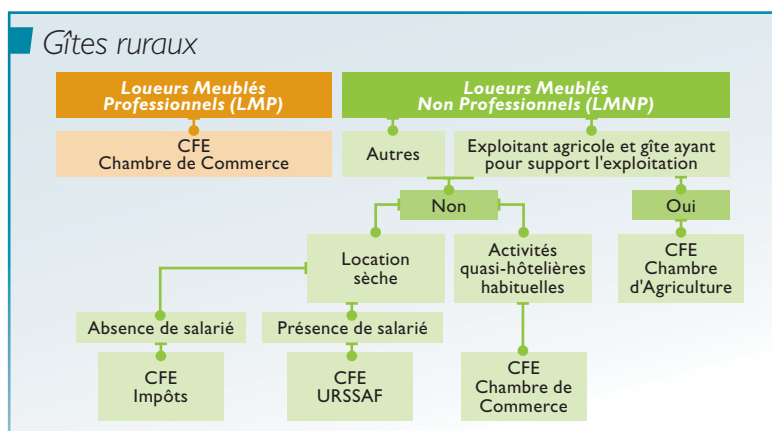 Gîtes ruraux
Loueurs Meublés
Professionnels (LMP)
Loueurs Meublés
Non Professionnels (LMNP)
CFE
Chambre de Commerce
Autres
Exploitant agricole et gîte ayant
pour support l'exploitation
Non
Oui
Location
sèche
Activités
quasi-hôtelières
habituelles
CFE
Chambre
d'Agriculture
Absence de salarié
Présence de salarié
CFE
Impôts
CFE
URSSAF
CFE
Chambre de
Commerce